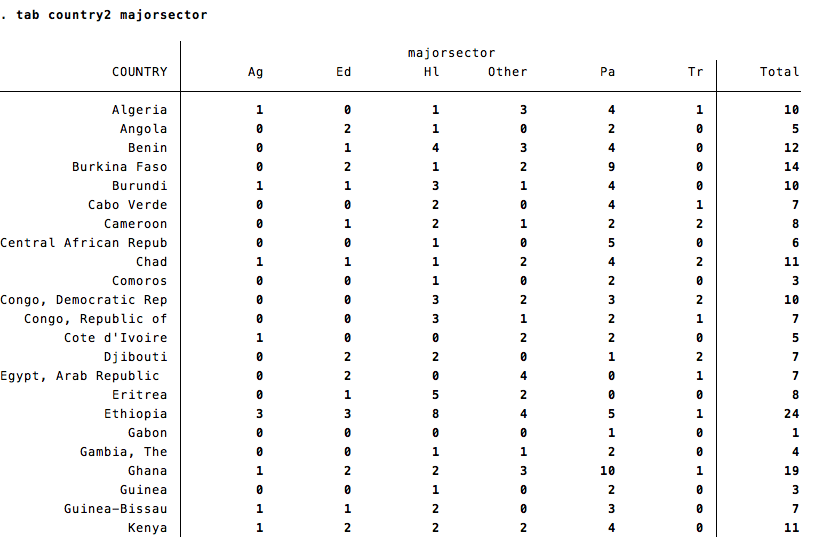 . tab country2 majorsector
majorsector
COUNTRY Ag Ed Hl Other Pa Tr Total
Algeria 1 0 1 3 4 1 10
Angola 0 2 1 0 2 0 5
Benin 0 1 4 3 4 0 12
Burkina Faso 0 2 1 2 9 0 14
Burundi 1 1 3 1 4 0 10
Cabo Verde 0 0 2 0 4 1 7
Cameroon 0 1 2 1 2 2 8
Central African Repub 0 0 1 0 5 0 6
Chad 1 1 1 2 4 2 11
Comoros 0 0 1 0 2 0 3
Congo, Democratic Rep 0 0 3 2 3 2 10
Congo, Republic of 0 0 3 1 2 1 7
Cote d'Ivoire 1 0 0 2 2 0 5
Djibouti 0 2 2 0 1 2 7
Egypt, Arab Republic 0 2 0 4 0 1 7
Eritrea 0 1 5 2 0 0 8
Ethiopia 3 3 8 4 5 1 24
Gabon 0 0 0 0 1 0 1
Gambia, The 0 0 1 1 2 0 4
Ghana 1 2 2 3 10 1 19
Guinea 0 0 1 0 2 0 3
Guinea-Bissau 1 1 2 0 3 0 7
Kenya 1 2 2 2 4 0 11